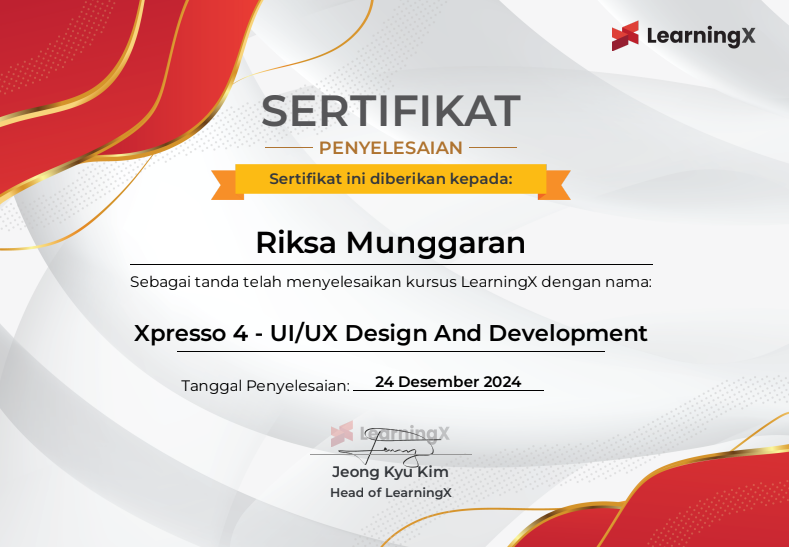 LearningX
SERTIFIKAT
PENYELESAIAN
Sertifikat ini diberikan kepada:
Riksa Munggaran
Sebagai tanda telah menyelesaikan kursus LearningX dengan nama:
Xpresso 4 - UI/UX Design And Development
Tanggal Penyelesaian: 24 Desember 2024
LearningX
Jeong Kyu Kim
Head of LearningX